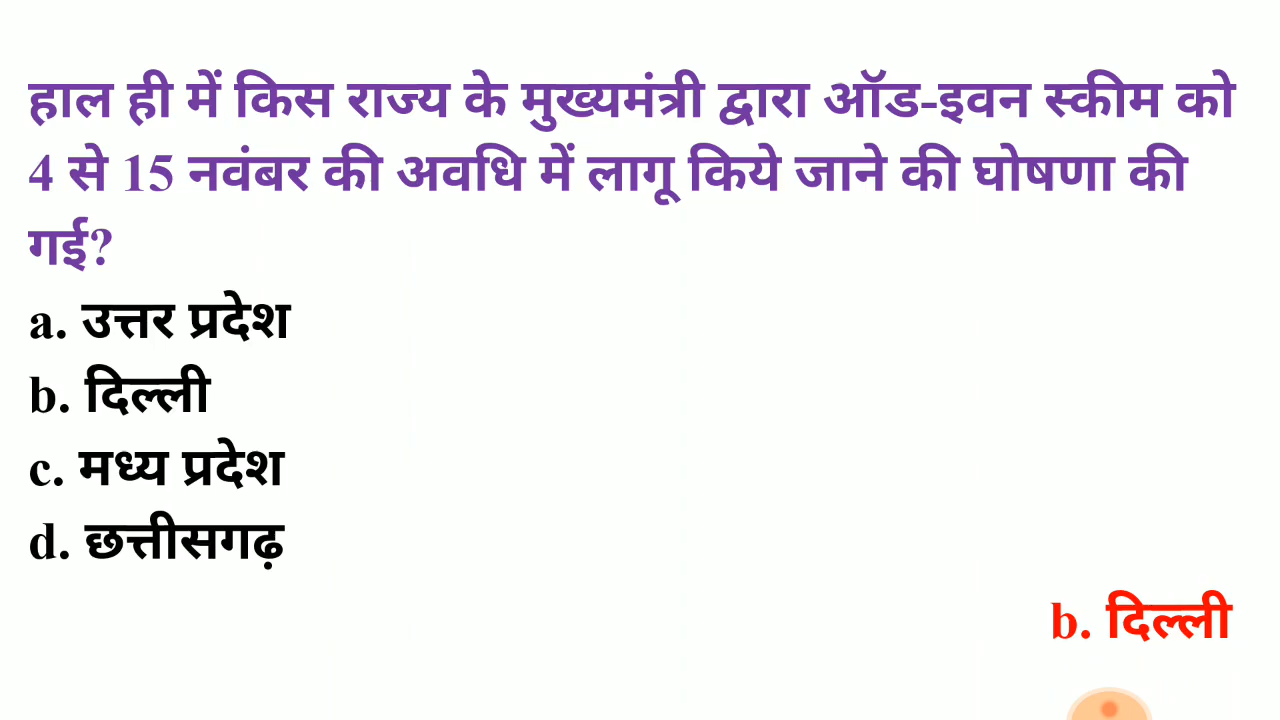 हाल ही में किस राज्य के मुख्यमंत्री द्वारा ऑड-इवन स्कीम को
4 से 15 नवंबर की अवधि में लागू किये जाने की घोषणा की
गई?
a. उत्तर प्रदेश
b. दिल्ली
c. मध्य प्रदेश
d. छत्तीसगढ़
b. दिल्ली